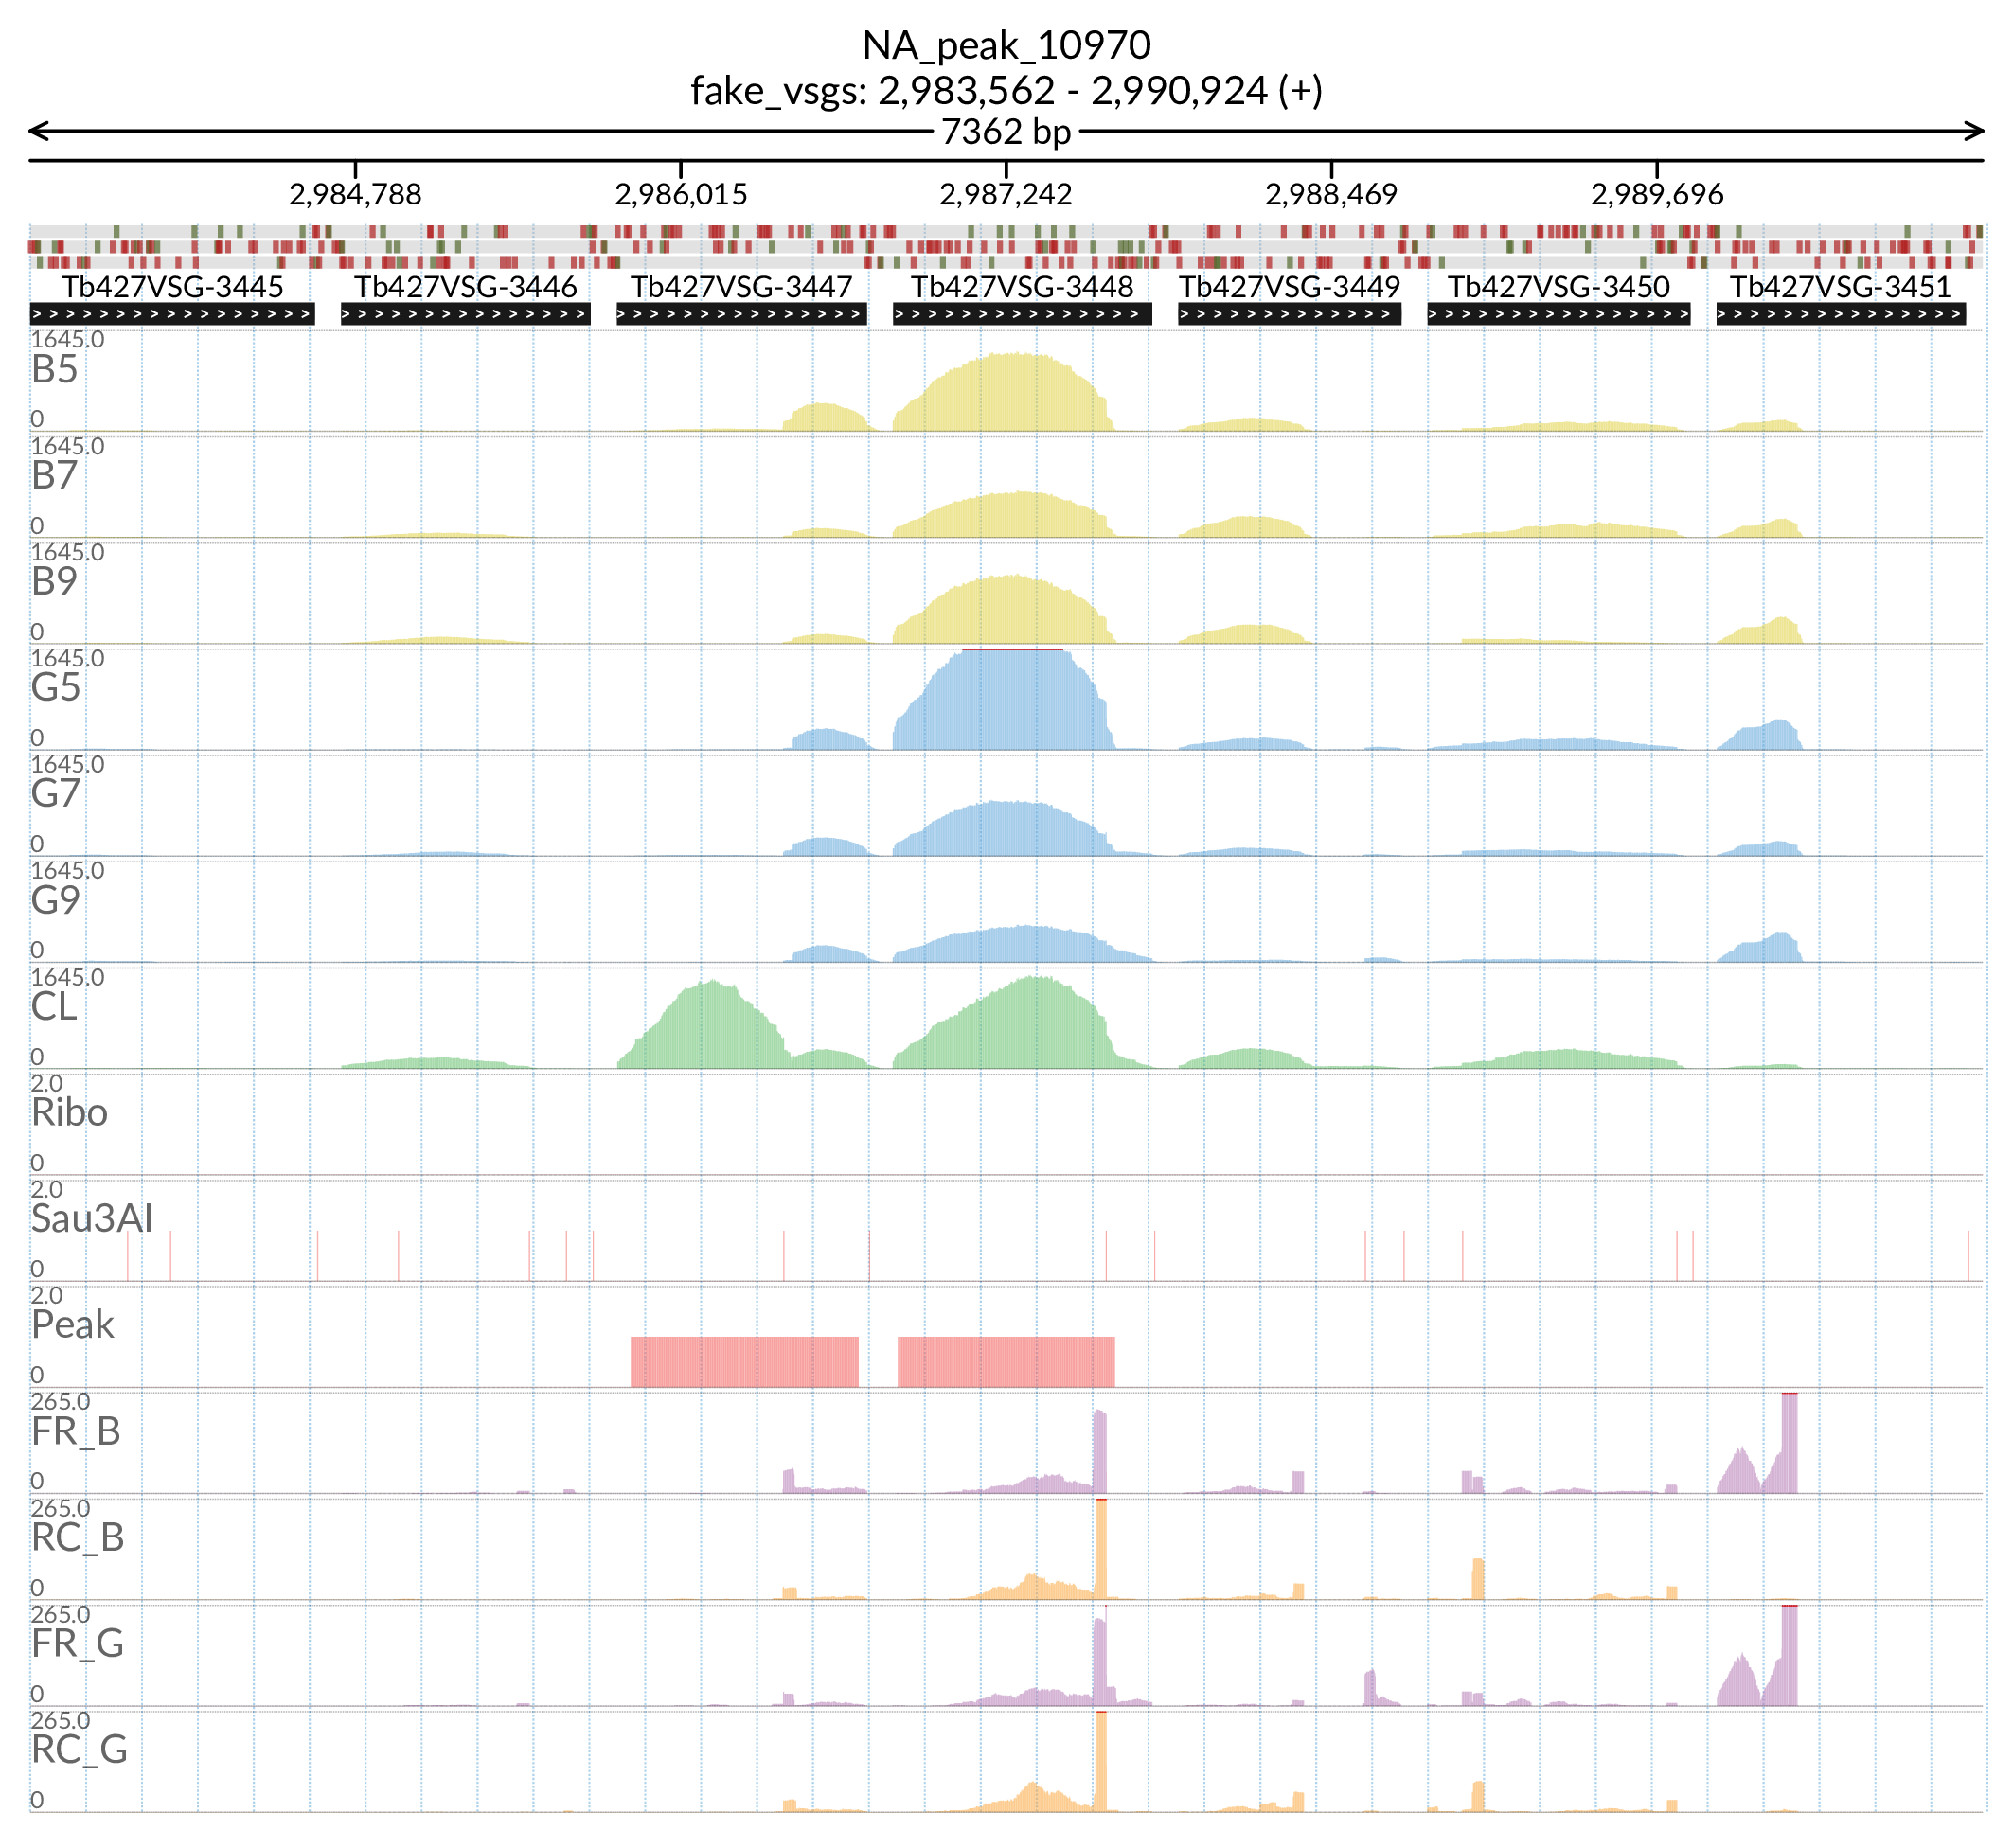 NA_peak_10970
fake_vsgs: 2,983,562 - 2,990,924 (+)
7362 bp
2,984,788 2,986,015 2,987,242 2,988,469 2,989,696
Tb427VSG-3445 Tb427VSG-3446 Tb427VSG-3447 Tb427VSG-3448 Tb427VSG-3449 Tb427VSG-3450 Tb427VSG-3451
1645.0
B5
0
1645.0
B7
0
1645.0
B9
0
1645.0
G5
0
1645.0
G7
0
1645.0
G9
0
1645.0
CL
0
2.0
Ribo
0
2.0
Sau3AI
0
2.0
Peak
0
265.0
FR_B
0
265.0
RC_B
0
265.0
FR_G
0
265.0
RC_G
0